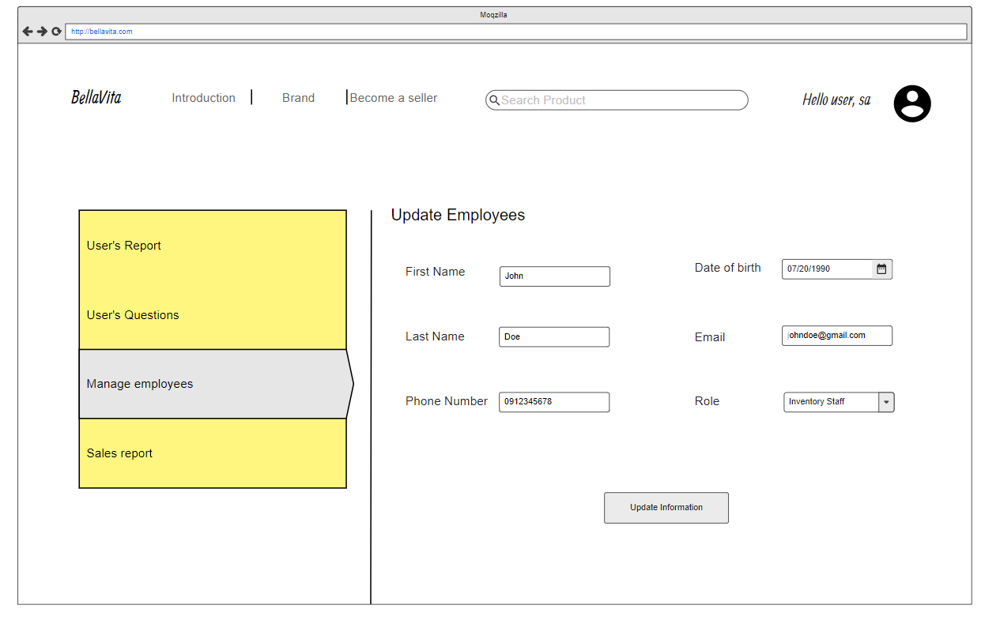 Moqzilla
http://bellavita.com
BellaVita
Introduction
Brand
Become a seller
Search Product
Hello user, sa
User's Report
User's Questions
Manage employees
Sales report
Update Employees
First Name
John
Date of birth
07/20/1990
Last Name
Doe
Email
johndoe@gmail.com
Phone Number
0912345678
Role
Inventory Staff
Update Information